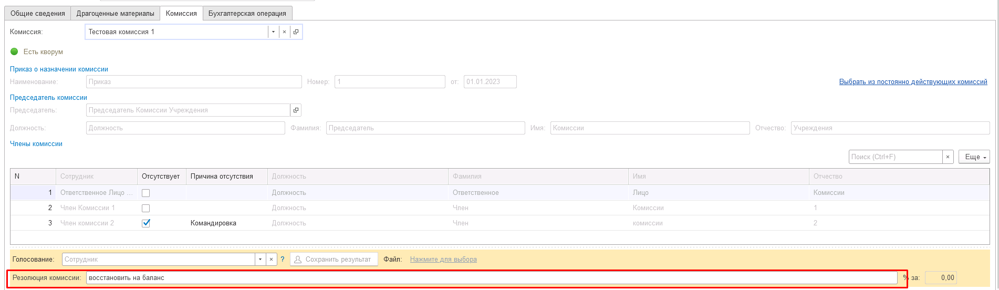 Общие сведения Драгоценные материалы Комиссия Бухгалтерская операция
Комиссия: Тестовая комиссия 1
Есть кворум
Приказ о назначении комиссии
Наименование: Приказ Номер: 1 от: 01.01.2023 Выбрать из постоянно действующих комиссий
Председатель комиссии
Председатель: Председатель Комиссии Учреждения
Должность: Должность Фамилия: Председатель Имя: Комиссии Отчество: Учреждения
Члены комиссии
Поиск (Ctrl+F) × Еще
N Сотрудник Отсутствует Причина отсутствия Должность Фамилия Имя Отчество
1 Ответственное Лицо ... Должность Ответственное Лицо Комиссии
2 Член Комиссии 1 Должность Член Комиссии 1
3 Член комиссии 2 Командировка Должность Член комиссии 2
Голосование: Сотрудник ? Сохранить результат Файл: Нажмите для выбора
Резолюция комиссии: восстановить на баланс % за: 0,00